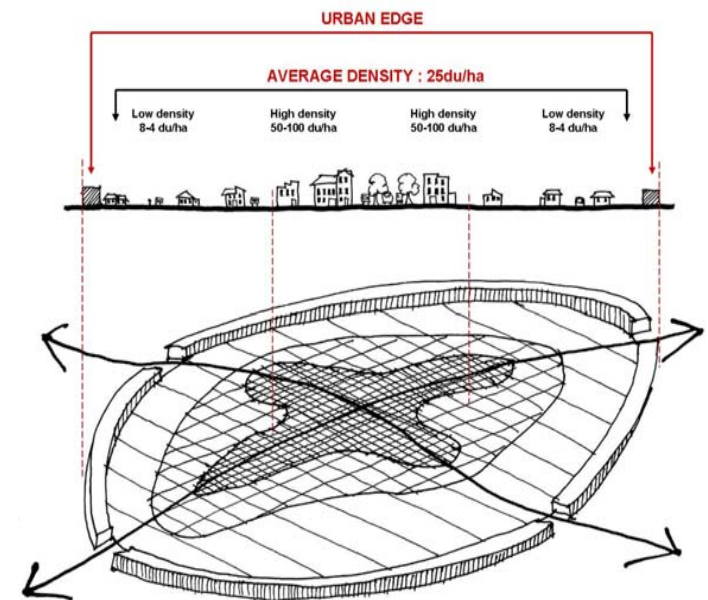 URBAN EDGE
AVERAGE DENSITY : 25du/ha
Low density
8-4 du/ha
High density
50-100 du/ha
High density
50-100 du/ha
Low density
8-4 du/ha